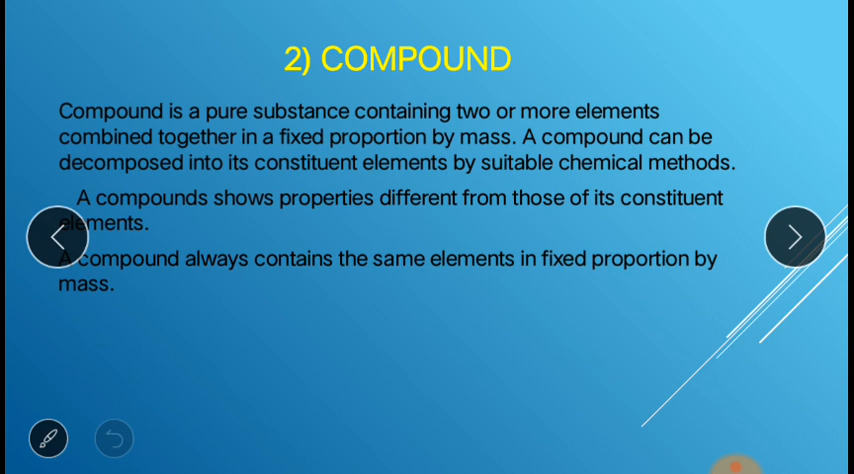 2) COMPOUND
Compound is a pure substance containing two or more elements
combined together in a fixed proportion by mass. A compound can be
decomposed into its constituent elements by suitable chemical methods.
A compounds shows properties different from those of its constituent
elements.
A compound always contains the same elements in fixed proportion by
mass.